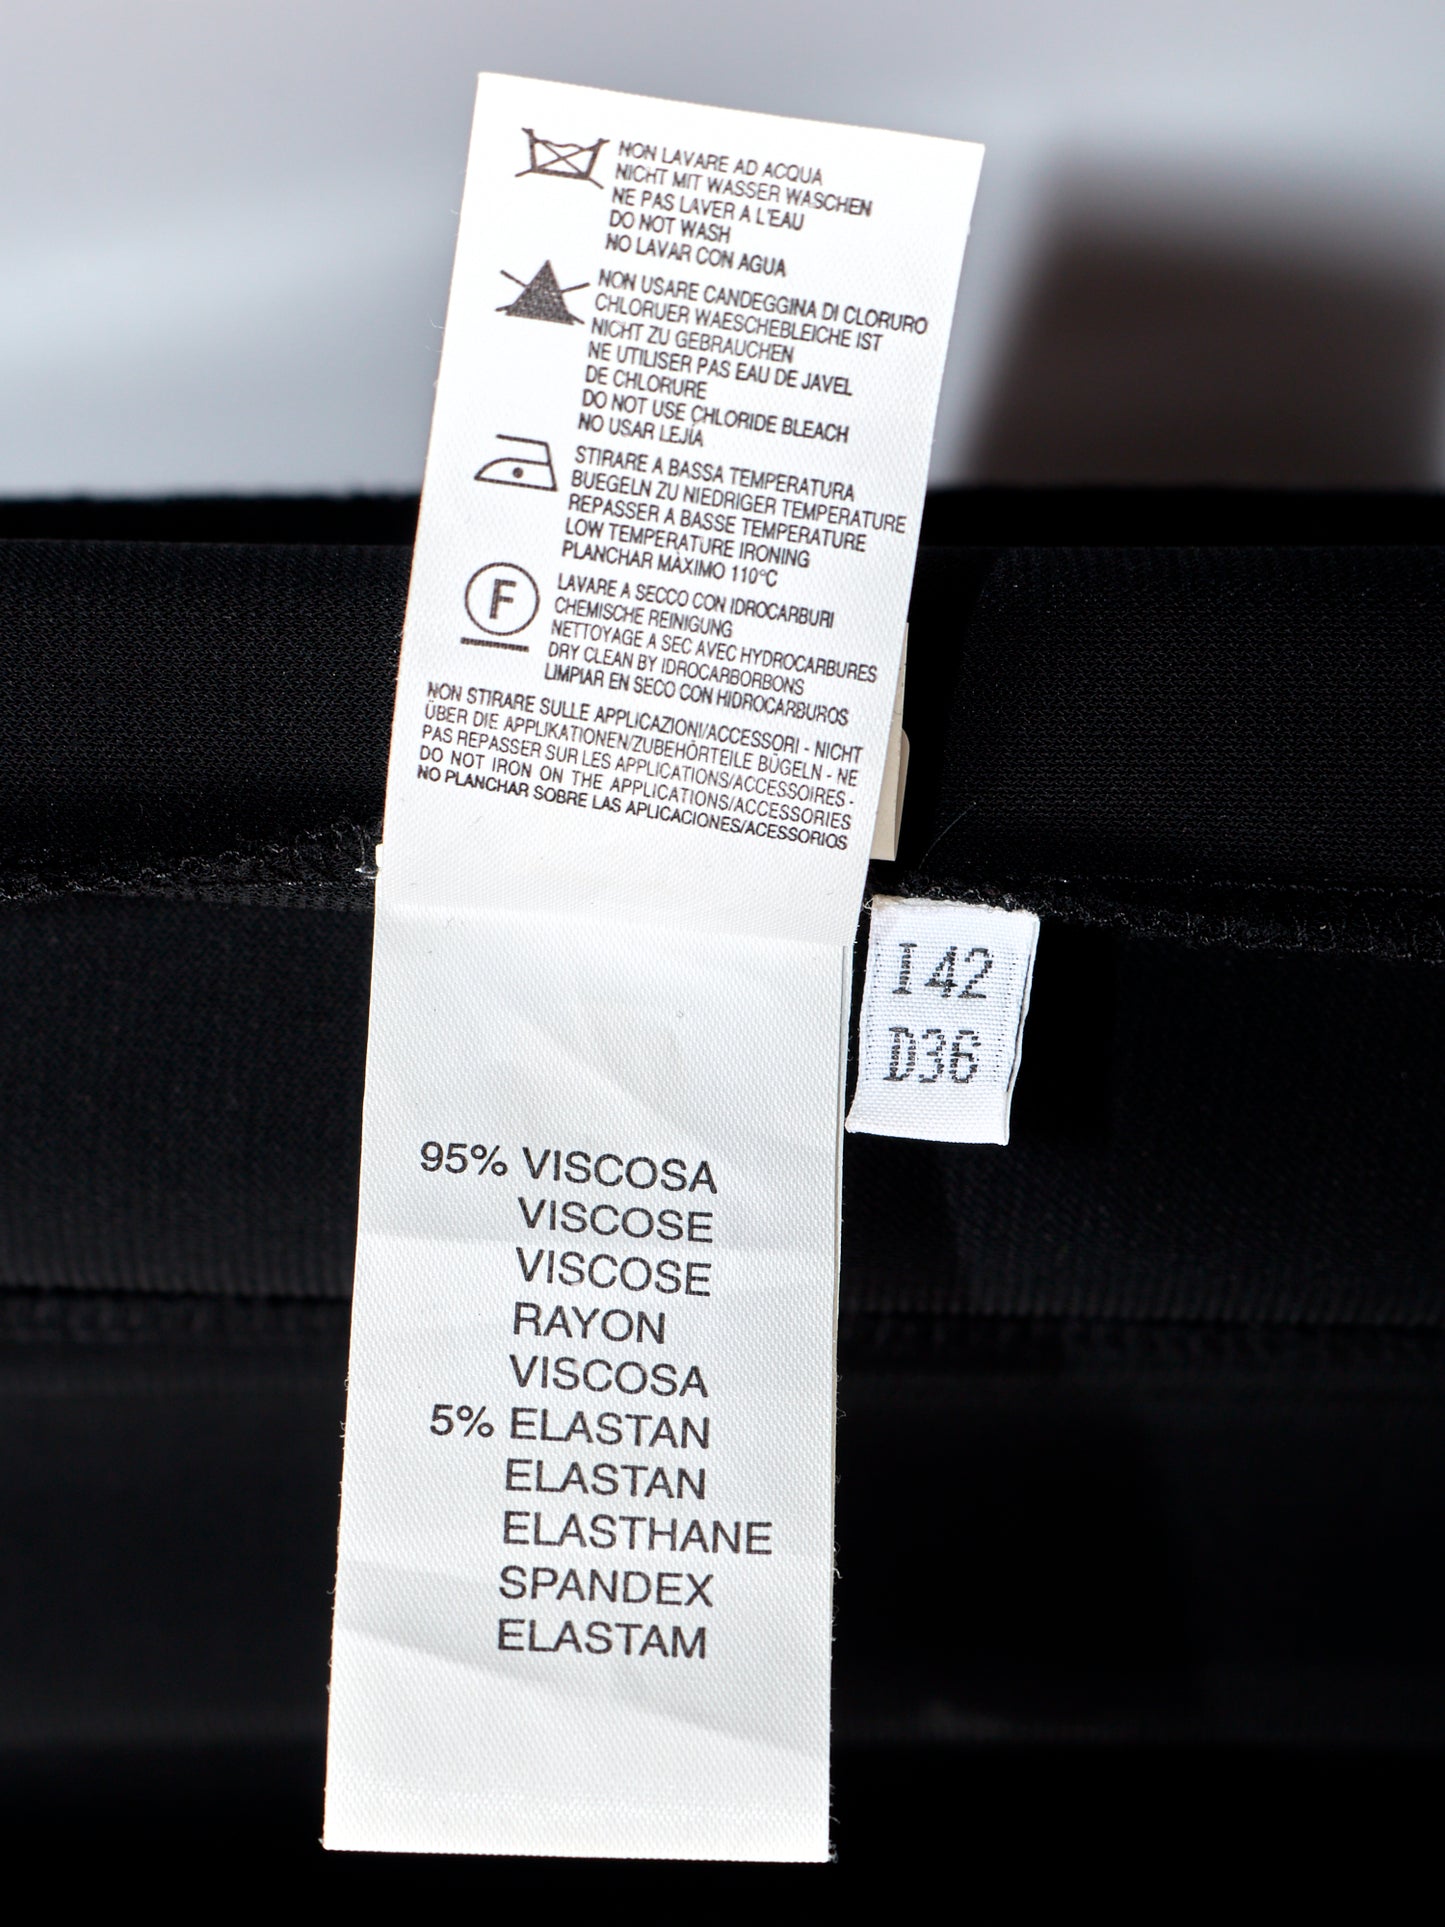 NON LAVARE AD ACQUA
NICHT MIT WASSER WASCHEN
NE PAS LAVER A L'EAU
DO NOT WASH
NO LAVAR CON AGUA
NON USARE CANDEGGINA DI CLORURO
CHLORUER WAESCHEBLEICHE IST
NICHT ZU GEBRAUCHEN
NE UTILISER PAS EAU DE JAVEL
DE CHLORURE
DO NOT USE CHLORIDE BLEACH
NO USAR LEJÍA
STIRARE A BASSA TEMPERATURA
BUEGELN ZU NIEDRIGER TEMPERATURE
REPASSER A BASSE TEMPERATURE
LOW TEMPERATURE IRONING
PLANCHAR MÀXIMO 110°C
F
LAVARE A SECCO CON IDROCARBURI
CHEMISCHE REINIGUNG
NETTOYAGE A SEC AVEC HYDROCARBURES
DRY CLEAN BY IDROCARBORBONS
LIMPIAR EN SECO CON HIDROCARBUROS
NON STIRARE SULLE APPLICAZIONI/ACCESSORI - NICHT
ÜBER DIE APPLIKATIONEN/ZUBEHÖRTEILE BÜGELN - NE
PAS REPASSER SUR LES APPLICATIONS/ACCESSOIRES -
DO NOT IRON ON THE APPLICATIONS/ACCESSORIES
NO PLANCHAR SOBRE LAS APLICACIONES/ACESSORIOS
I42
D36
95% VISCOSA
VISCOSE
VISCOSE
RAYON
VISCOSA
5% ELASTAN
ELASTAN
ELASTHANE
SPANDEX
ELASTAM